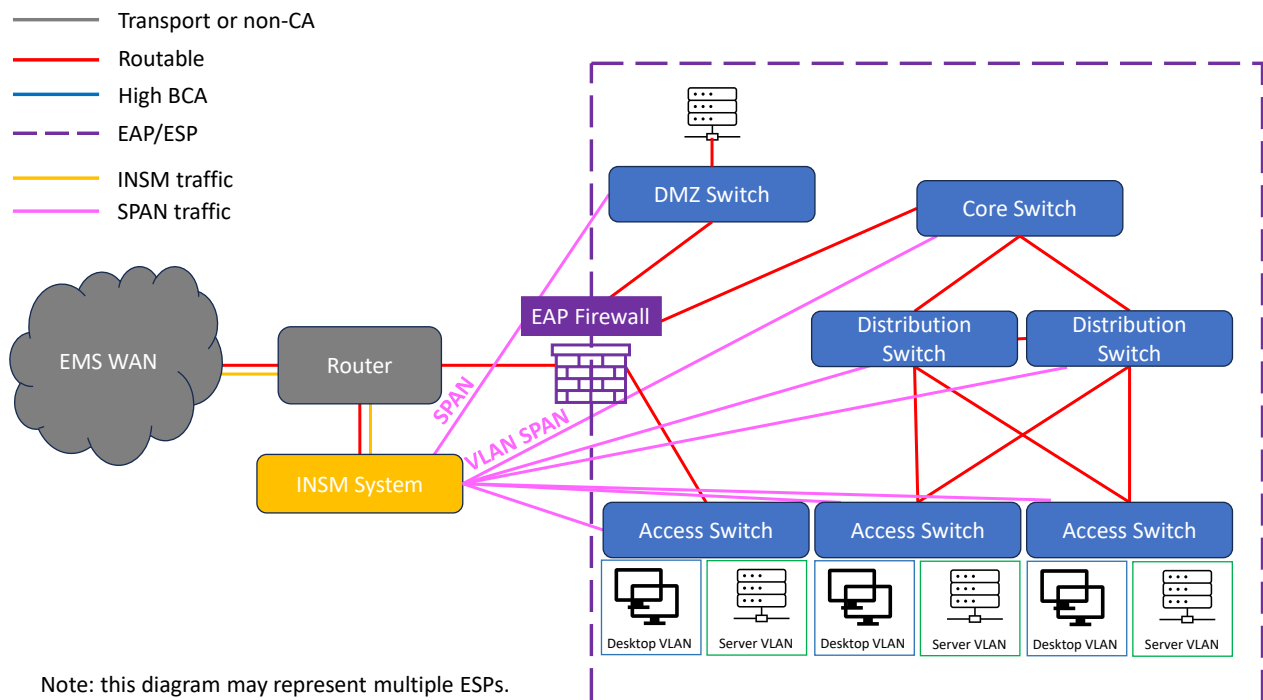 Transport or non-CA
Routable
High BCA
EAP/ESP
INSM traffic
SPAN traffic
DMZ Switch
Core Switch
EAP Firewall
Distribution
Switch
Distribution
Switch
EMS WAN
Router
SPAN
VLAN SPAN
INSM System
Access Switch
Access Switch
Access Switch
Desktop VLAN
Server VLAN
Desktop VLAN
Server VLAN
Desktop VLAN
Server VLAN
Note: this diagram may represent multiple ESPs.